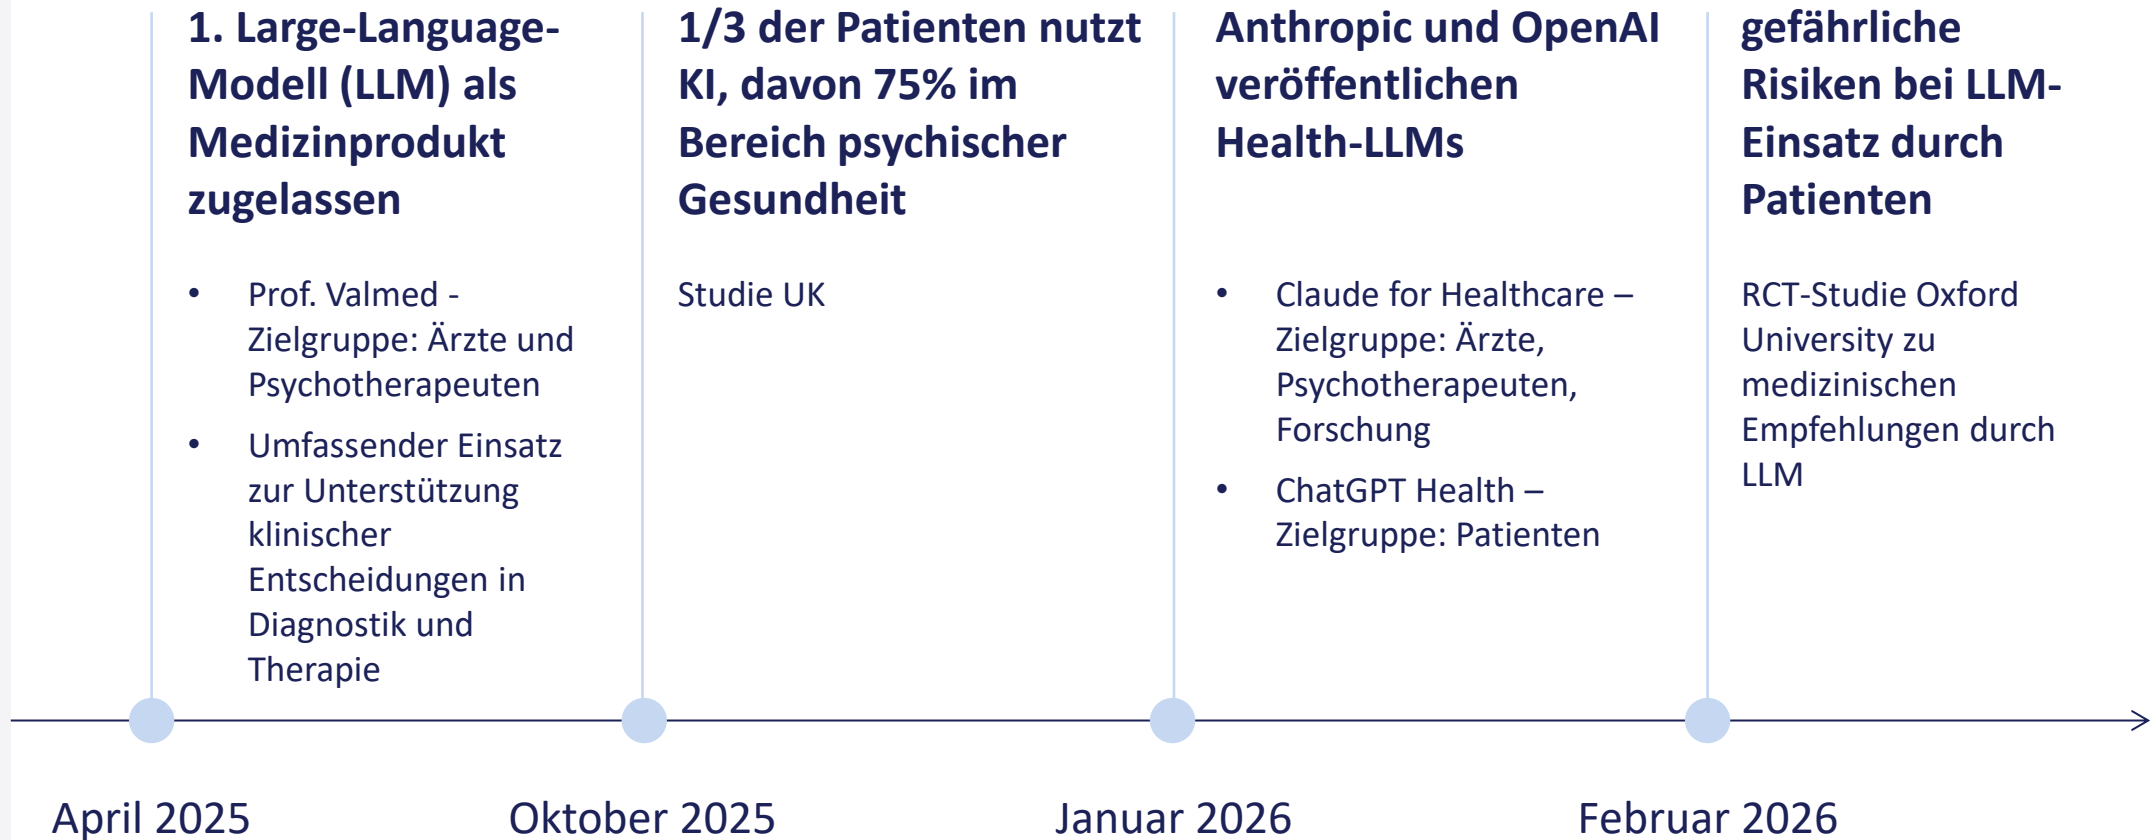 1. Large-Language-
Modell (LLM) als
Medizinprodukt
zugelassen
• Prof. Valmed -
Zielgruppe: Ärzte und
Psychotherapeuten
• Umfassender Einsatz
zur Unterstützung
klinischer
Entscheidungen in
Diagnostik und
Therapie
April 2025
1/3 der Patienten nutzt
KI, davon 75% im
Bereich psychischer
Gesundheit
Studie UK
Oktober 2025
Anthropic und OpenAI
veröffentlichen
Health-LLMs
• Claude for Healthcare –
Zielgruppe: Ärzte,
Psychotherapeuten,
Forschung
• ChatGPT Health –
Zielgruppe: Patienten
Januar 2026
gefährliche
Risiken bei LLM-
Einsatz durch
Patienten
RCT-Studie Oxford
University zu
medizinischen
Empfehlungen durch
LLM
Februar 2026